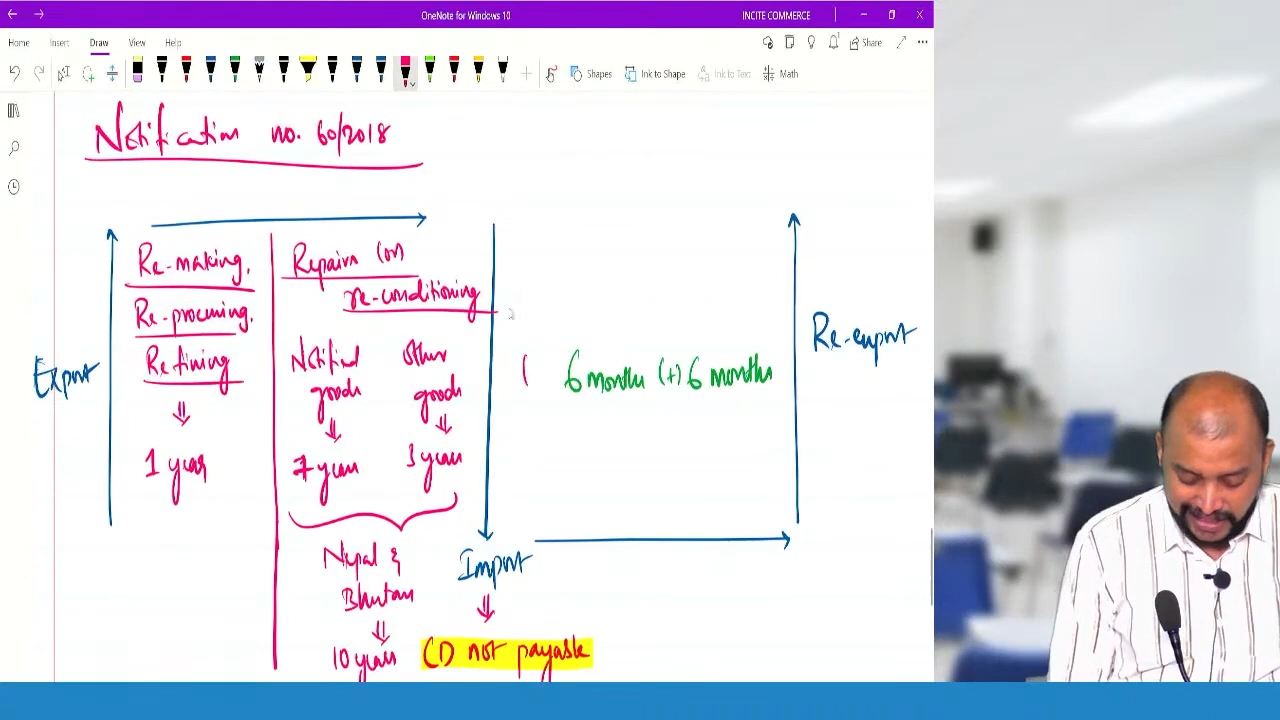 OneNote for Windows 10
INCITE COMMERCE
Home Insert Draw View Help
Share
Shapes
Ink to Shape
Ink to Text
Math
Notification no. 60/2018
Re-making.
Re-processing.
Refining
⇓
1 year
Repairs (or)
re-conditioning
Notified goods
⇓
7 years
Other goods
⇓
3 years
Nepal &
Bhutan
⇓
10 years
Export
Import
⇓
CD not payable
( 6 months (+) 6 months
Re-export